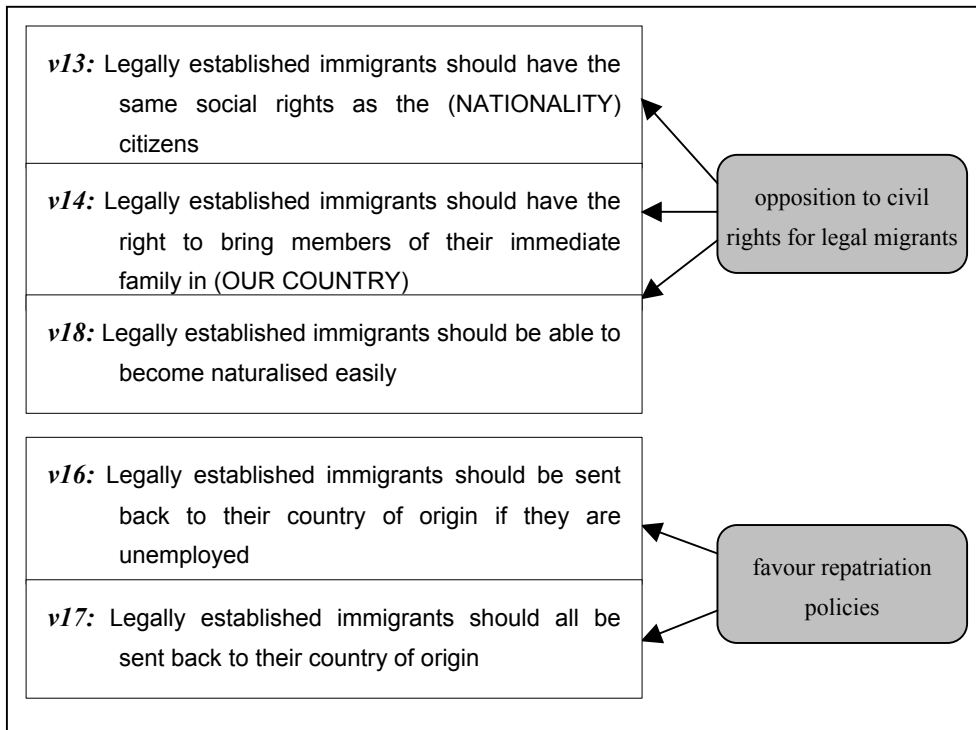 v13: Legally established immigrants should have the
same social rights as the (NATIONALITY)
citizens
v14: Legally established immigrants should have the
right to bring members of their immediate
family in (OUR COUNTRY)
v18: Legally established immigrants should be able to
become naturalised easily
opposition to civil
rights for legal migrants
v16: Legally established immigrants should be sent
back to their country of origin if they are
unemployed
v17: Legally established immigrants should all be
sent back to their country of origin
favour repatriation
policies